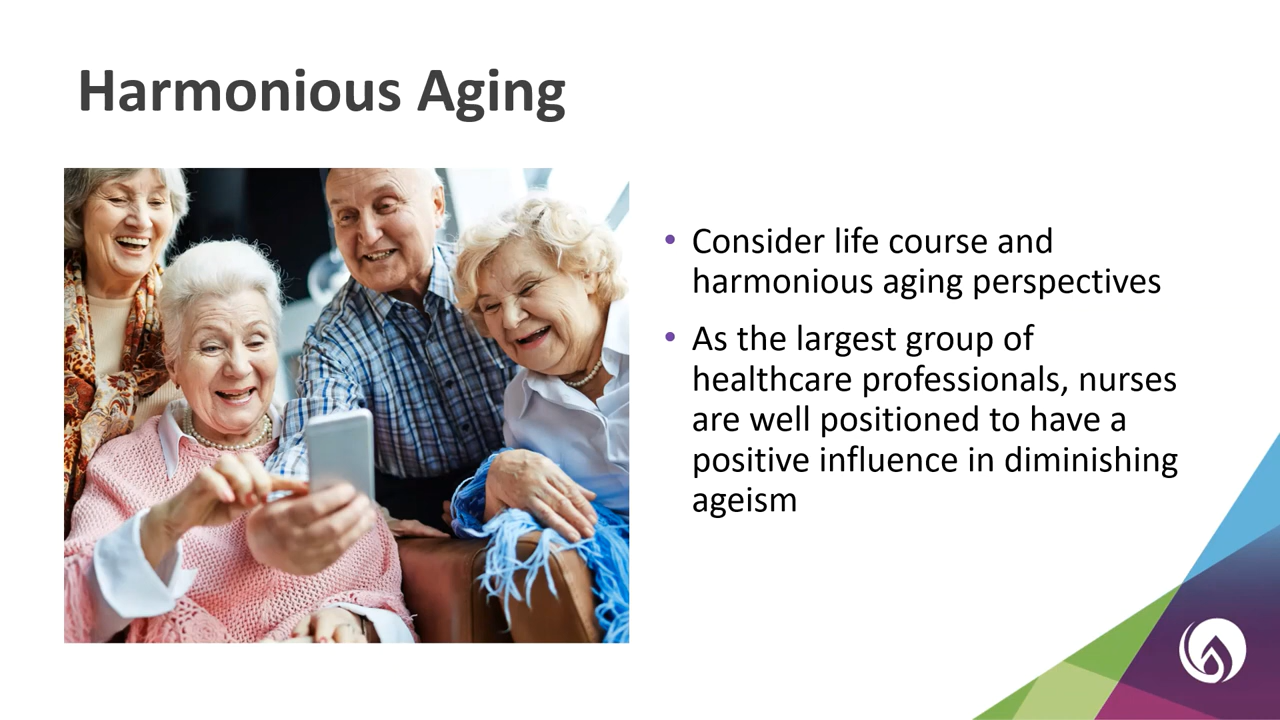 Harmonious Aging
• Consider life course and
harmonious aging perspectives
• As the largest group of
healthcare professionals, nurses
are well positioned to have a
positive influence in diminishing
ageism